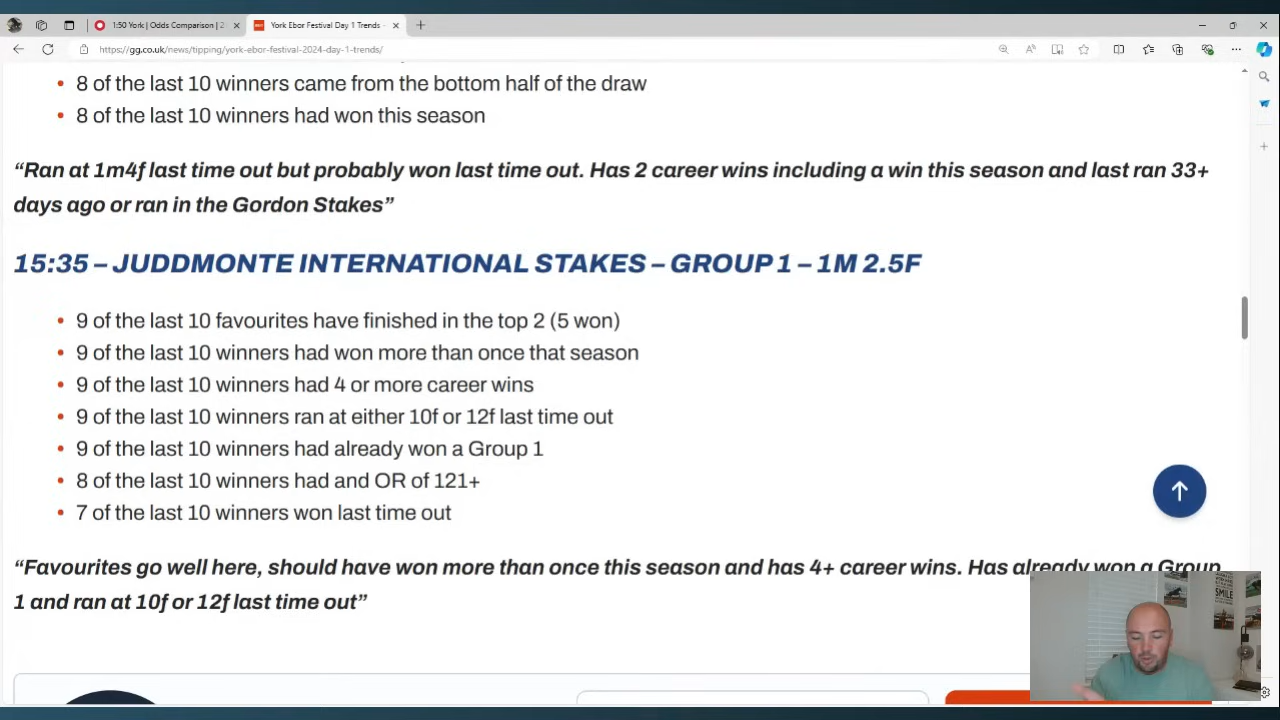 1:50 York | Odds Comparison | 2
York Ebor Festival Day 1 Trends -
https://gg.co.uk/news/tipping/york-ebor-festival-2024-day-1-trends/
8 of the last 10 winners came from the bottom half of the draw
8 of the last 10 winners had won this season
“Ran at 1m4f last time out but probably won last time out. Has 2 career wins including a win this season and last ran 33+
days ago or ran in the Gordon Stakes”
15:35 – JUDDMONTE INTERNATIONAL STAKES – GROUP 1 – 1M 2.5F
9 of the last 10 favourites have finished in the top 2 (5 won)
9 of the last 10 winners had won more than once that season
9 of the last 10 winners had 4 or more career wins
9 of the last 10 winners ran at either 10f or 12f last time out
9 of the last 10 winners had already won a Group 1
8 of the last 10 winners had and OR of 121+
7 of the last 10 winners won last time out
“Favourites go well here, should have won more than once this season and has 4+ career wins. Has already won a Group
1 and ran at 10f or 12f last time out”
SMILE